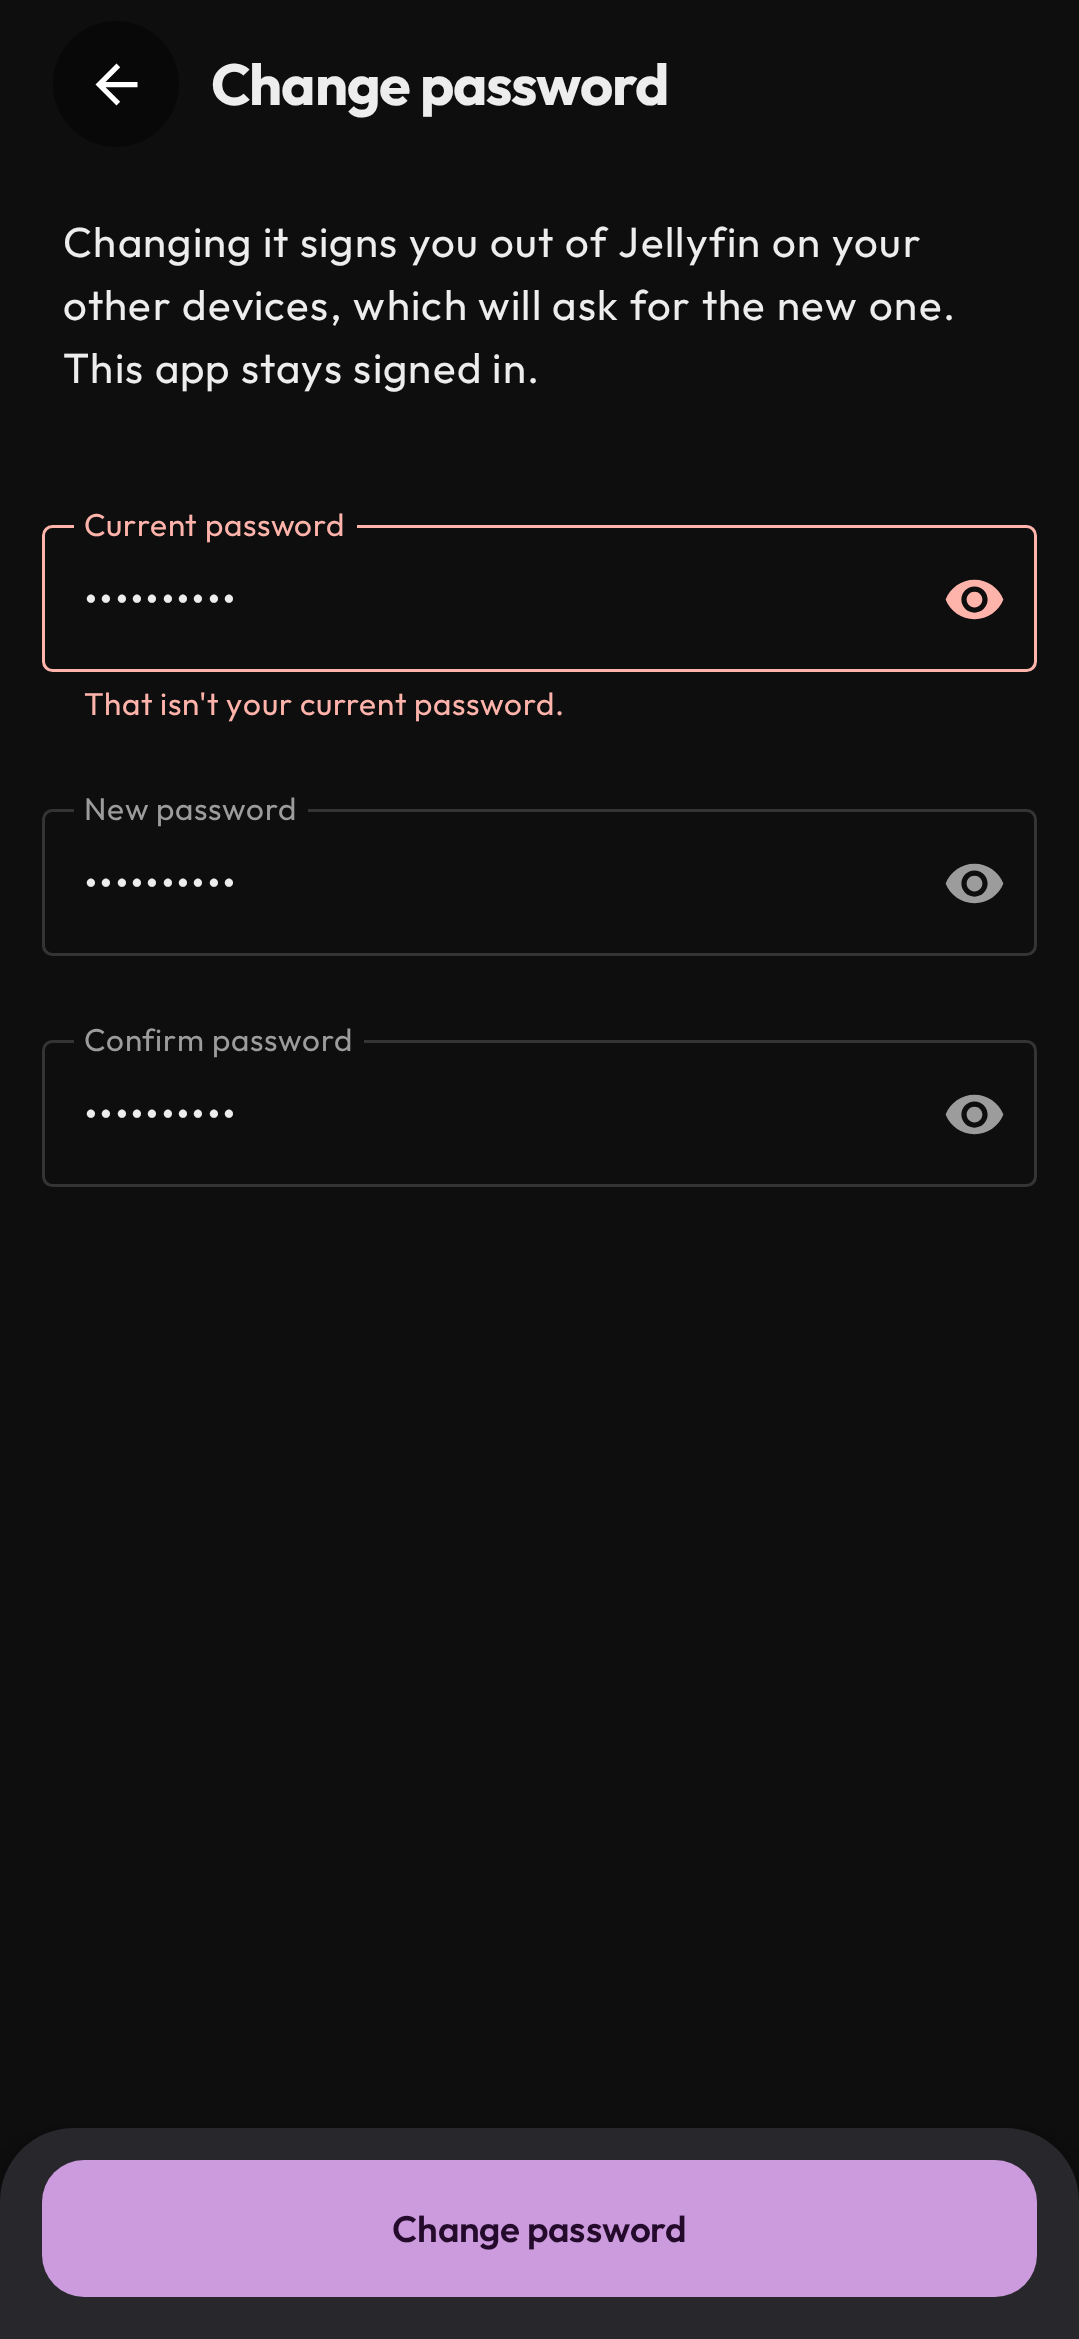 Change password
Changing it signs you out of Jellyfin on your
other devices, which will ask for the new one.
This app stays signed in.
Current password
••••••••••
That isn't your current password.
New password
••••••••••
Confirm password
••••••••••
Change password